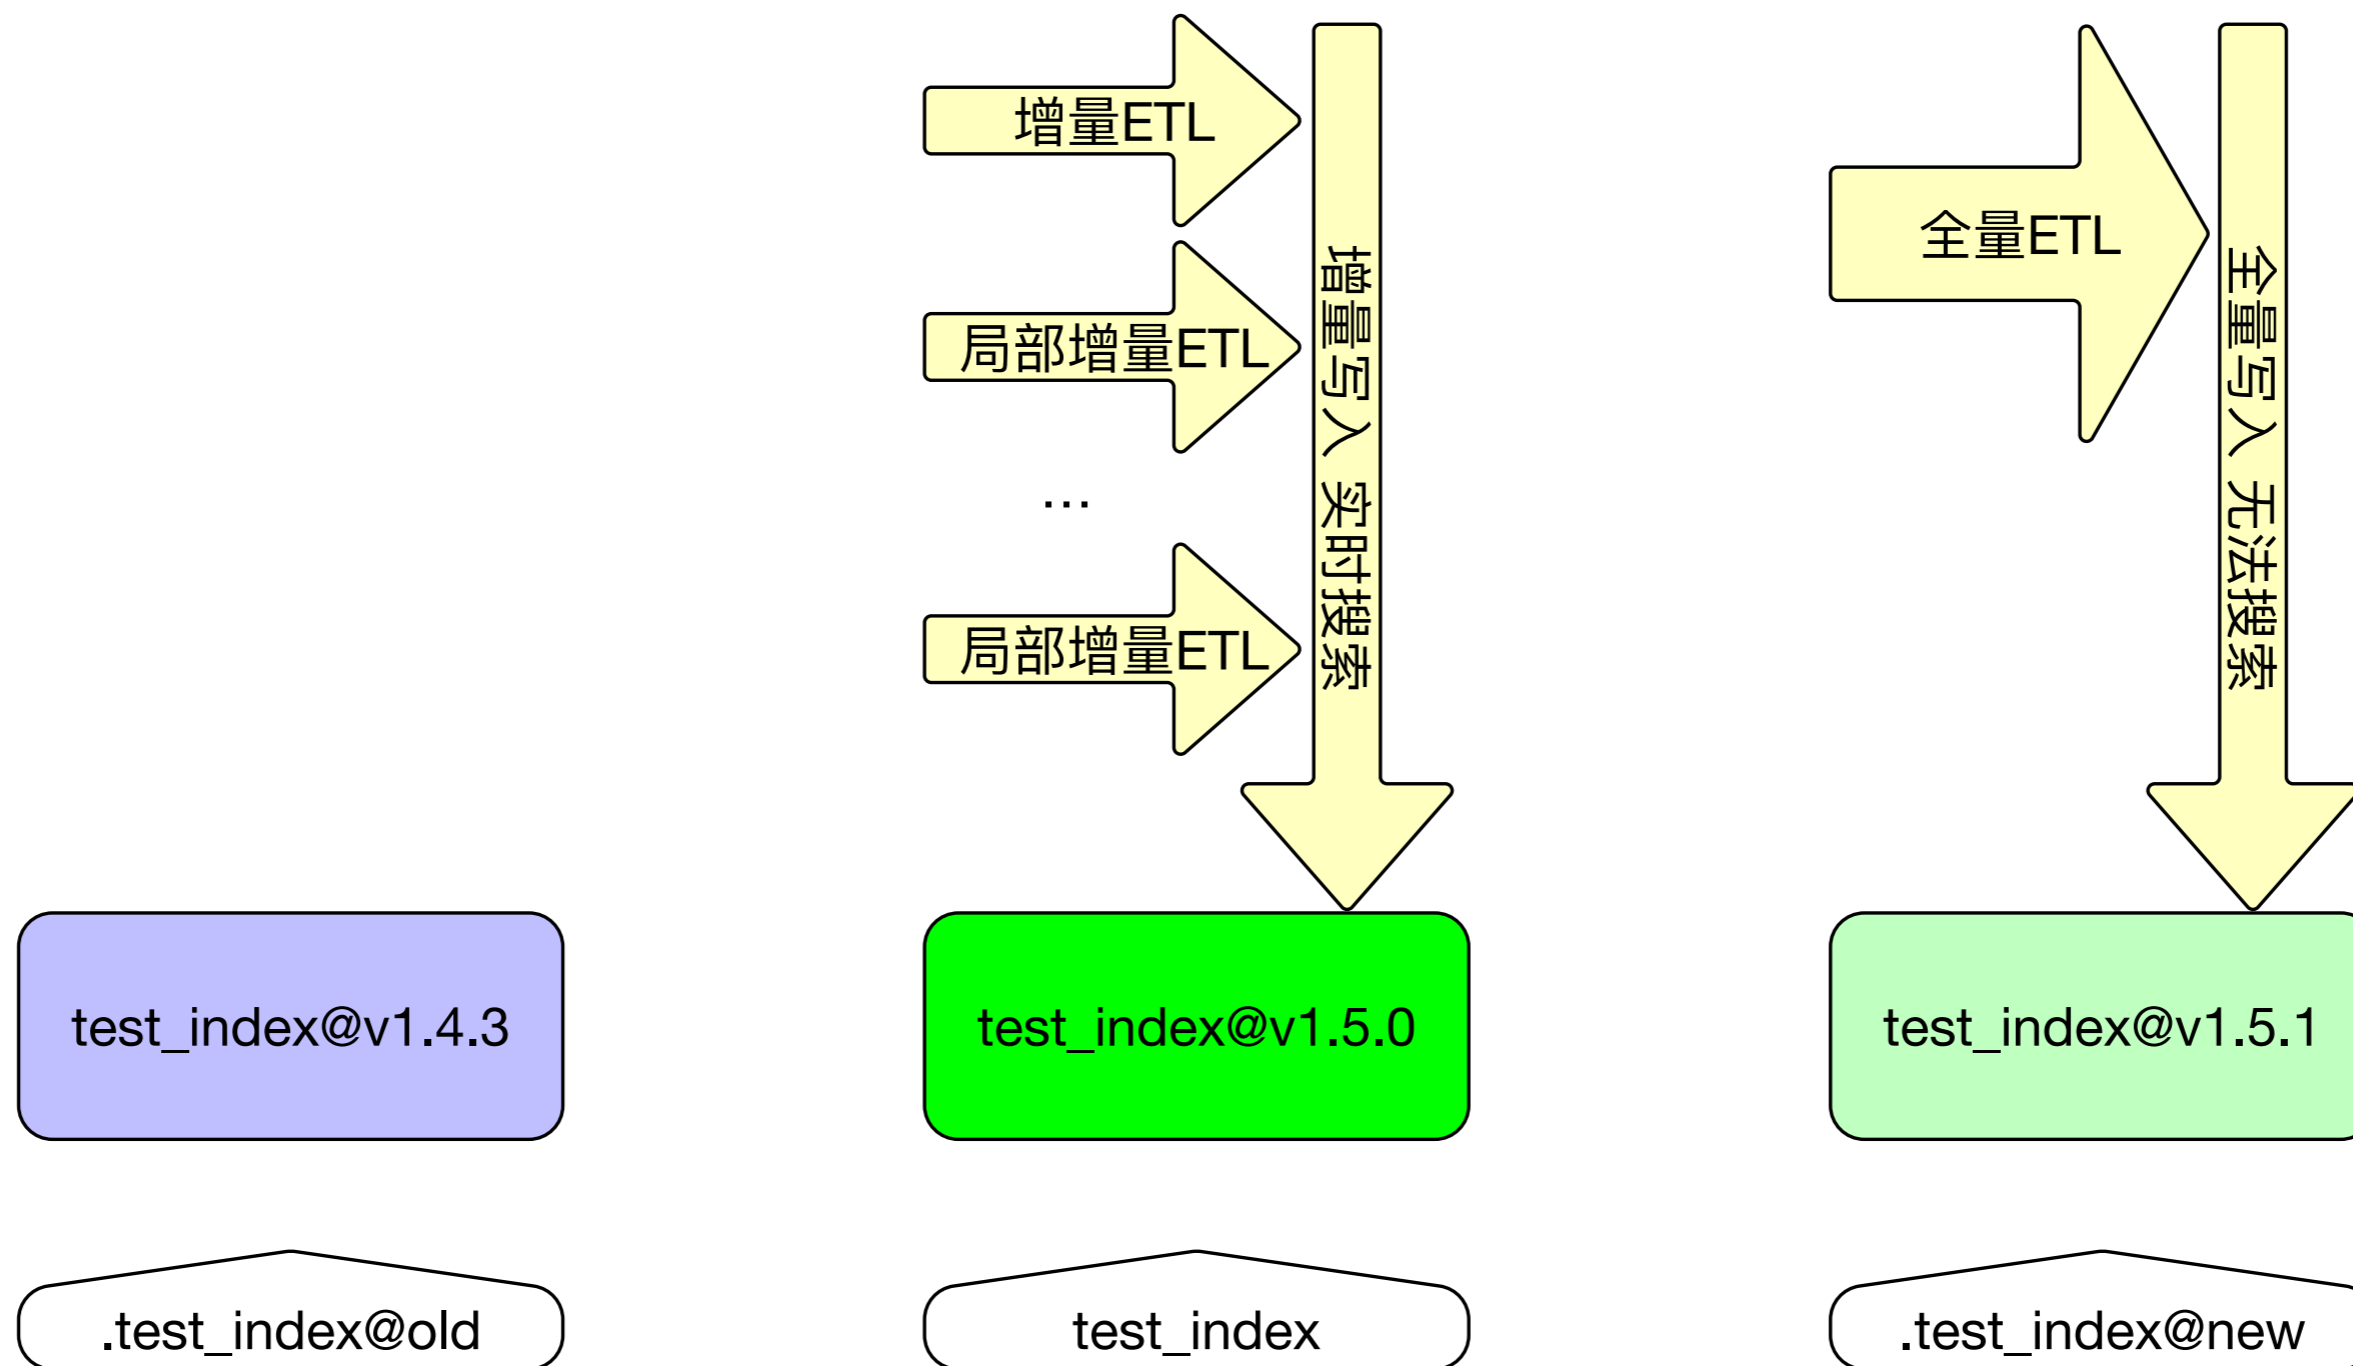 增量ETL
局部增量ETL
...
局部增量ETL
增量写入 实时搜索
全量ETL
全量写入 无法搜索
test_index@v1.4.3
test_index@v1.5.0
test_index@v1.5.1
.test_index@old
test_index
.test_index@new